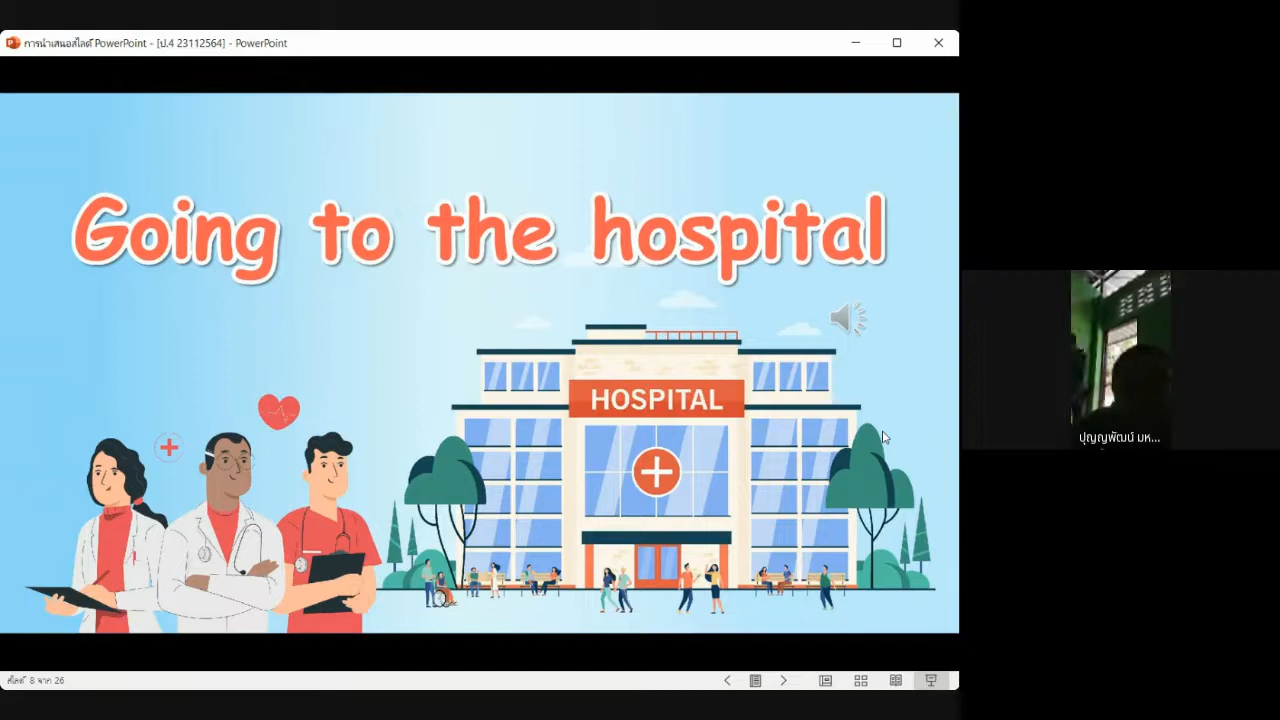 การนำเสนอสไลด์ PowerPoint - [ป.4 23112564] - PowerPoint
Going to the hospital
HOSPITAL
ปุญญพัฒน์ มห...
สไลด์ 8 จาก 26